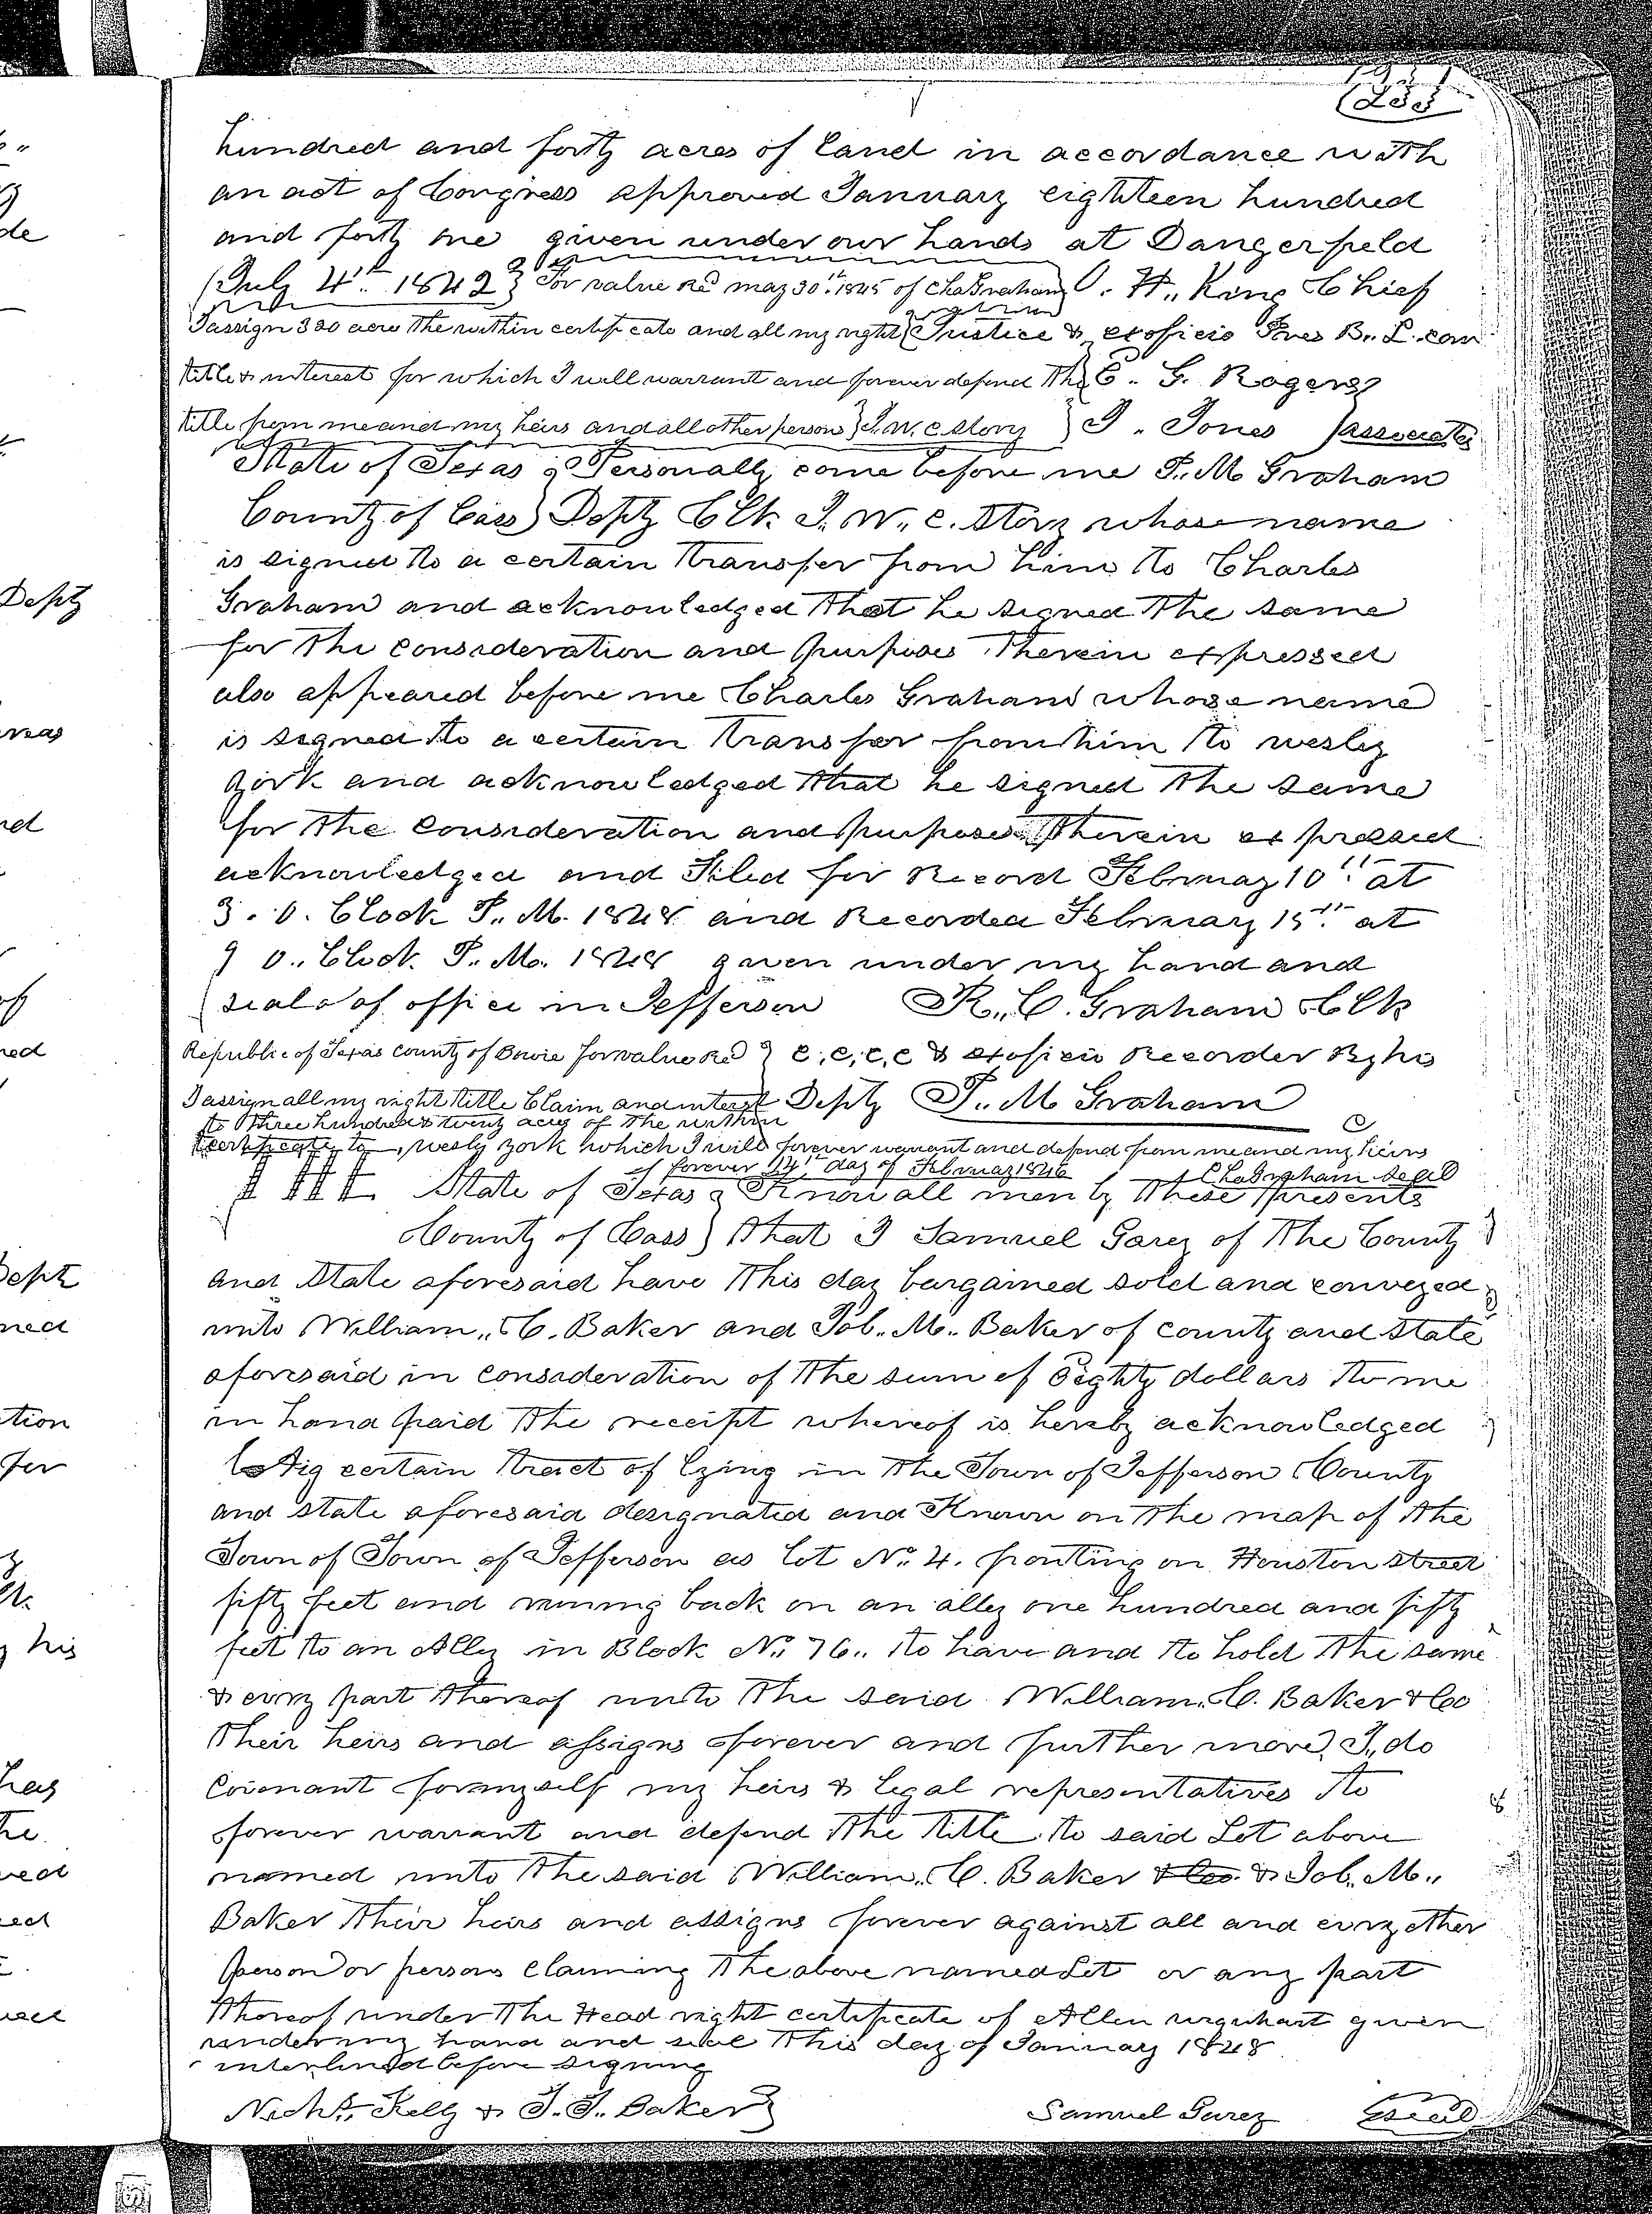 233
hundred and forty acres of land in accordance with
an act of Congress approved January eighteen hundred
and forty one given under our hands at Dangerfield
July 4th 1842 } For value recd may 30th 1845 of Cha Graham } O. H., King Chief
I assign 320 acres the within certificate and all my right { Justice & exoficio Pres B., L. com
title & interest for which I will warrant and forever defend the C. G. Rogers
title from me and my heirs and all other persons } J. W. C Story } I. Jones } associates
State of Texas } Personally come before me P.. M Graham
County of Cass } Depty Clk J. W., C. Story whose name
is signed to a certain transfer from him to Charles
Graham and acknowledged that he signed the same
for the consideration and purposes therein expressed
also appeared before me Charles Graham whose name
is signed to a certain transfer from him to wesley
york and acknowledged that he signed the same
for the consideration and purposes therein expressed
acknowledged and Filed for Record February 10th at
3. O. Clock P.. M. 1848 and Recorded February 15th at
9 O.. Clock. P.. M. 1848 given under my hand and
seal of office in Jefferson R.. C. Graham Clk
Republic of Texas county of Bowie for value recd } C, C, C, C & exoficio Recorder By his
I assign all my right title Claim and interest Depty P.. M Graham
to three hundred & twenty acres of the within
certificate to, wesly york which I will forever warrant and defend from me and my heirs
forever 14th day of February 1846 Cha Graham seal
State of Texas } Know all men by these presents
County of Cass } that I Samuel Garey of the County
and State aforesaid have this day bargained sold and conveyed
unto William.. C. Baker and Job.. M.. Baker of county and state
aforesaid in consideration of the sum of Eighty dollars to me
in hand paid the receipt whereof is hereby acknowledged
certain tract of lying in the Town of Jefferson County
and state aforesaid designated and Known on the map of the
Town of Town of Jefferson as lot No. 4. fronting on Houston street
fifty feet and running back on an alley one hundred and fifty
feet to an Alley in Block No. 76.. to have and to hold the same
& every part thereof unto the said William.. C. Baker & Co
their heirs and assigns forever and further more, I, do
Covenant for myself my heirs & legal representatives to
forever warrant and defend the title to said Lot above
named unto the said William.. C. Baker & Co. & Job.. M..
Baker their heirs and assigns forever against all and every other
person or persons claiming the above named Lot or any part
thereof under the Head right certificate of Allen urquhart given
under my hand and seal this day of January 1848
interlined before signing
Nichs. Kelly & J. J. Baker } Samuel Garey seal